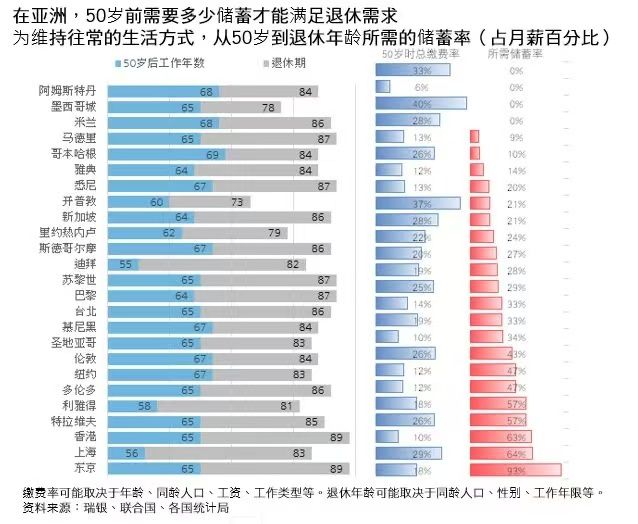 在亚洲，50岁前需要多少储蓄才能满足退休需求
为维持往常的生活方式，从50岁到退休年龄所需的储蓄率（占月薪百分比）
50岁后工作年数 退休期 50岁时总缴费率 所需储蓄率
阿姆斯特丹 68 84 33% 0%
墨西哥城 65 78 6% 0%
米兰 68 86 40% 0%
马德里 65 87 28% 0%
哥本哈根 69 84 13% 9%
雅典 64 84 26% 10%
悉尼 67 87 12% 14%
开普敦 60 73 13% 20%
新加坡 64 86 37% 21%
里约热内卢 62 79 28% 21%
斯德哥尔摩 67 86 22% 24%
迪拜 55 82 20% 27%
苏黎世 65 87 19% 28%
巴黎 64 87 25% 29%
台北 65 86 14% 33%
慕尼黑 67 84 19% 33%
圣地亚哥 65 83 10% 34%
伦敦 67 84 26% 43%
纽约 67 83 12% 47%
多伦多 65 86 12% 47%
利雅得 58 81 18% 57%
特拉维夫 65 85 26% 57%
香港 65 89 10% 63%
上海 56 83 29% 64%
东京 65 89 18% 93%
缴费率可能取决于年龄、同龄人口、工资、工作类型等。退休年龄可能取决于同龄人口、性别、工作年限等。
资料来源：瑞银、联合国、各国统计局